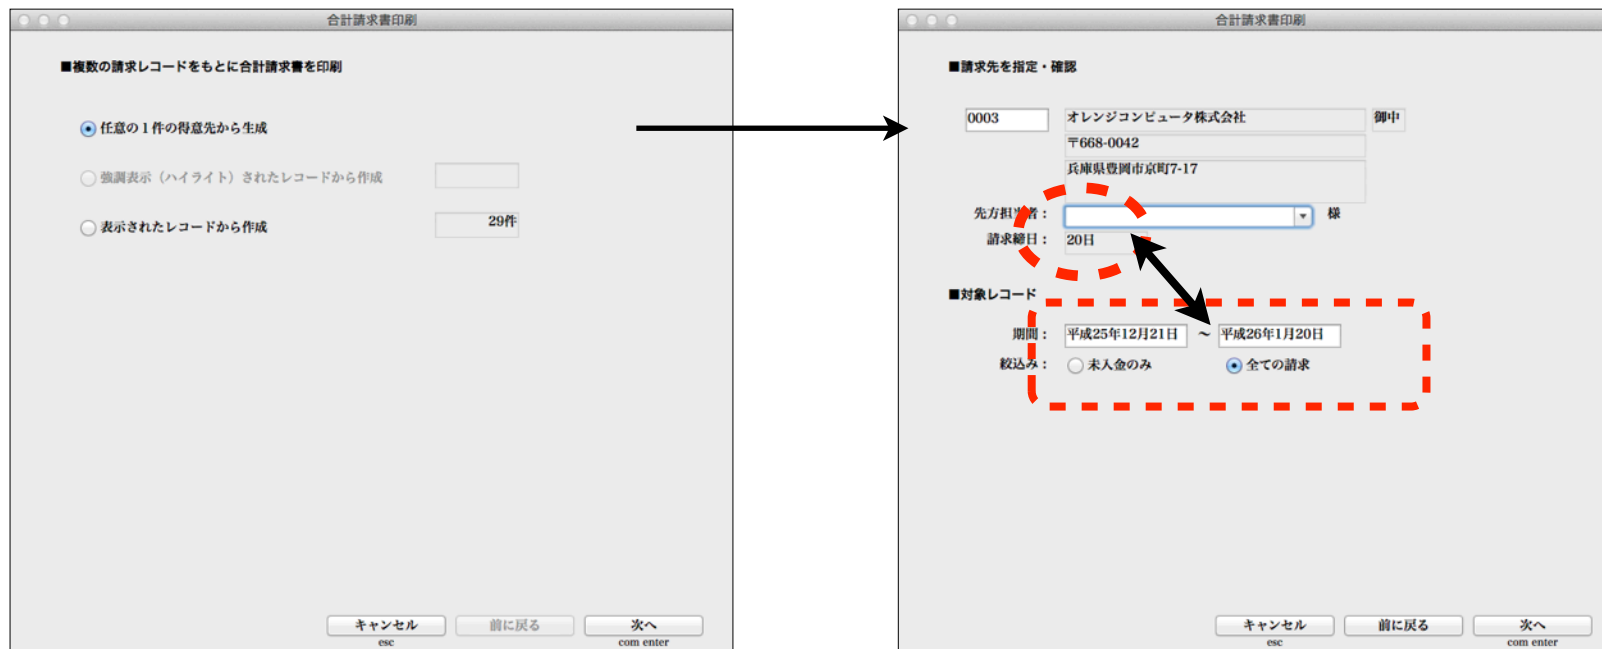 合計請求書印刷
■複数の請求レコードをもとに合計請求書を印刷
任意の1件の得意先から生成
強調表示（ハイライト）されたレコードから作成
表示されたレコードから作成
29件
キャンセル
esc
前に戻る
次へ
com enter
合計請求書印刷
■請求先を指定・確認
0003
オレンジコンピュータ株式会社
御中
〒668-0042
兵庫県豊岡市京町7-17
先方担当者：
様
請求締日：
20日
■対象レコード
期間：
平成25年12月21日
～
平成26年1月20日
絞込み：
未入金のみ
全ての請求
キャンセル
esc
前に戻る
次へ
com enter